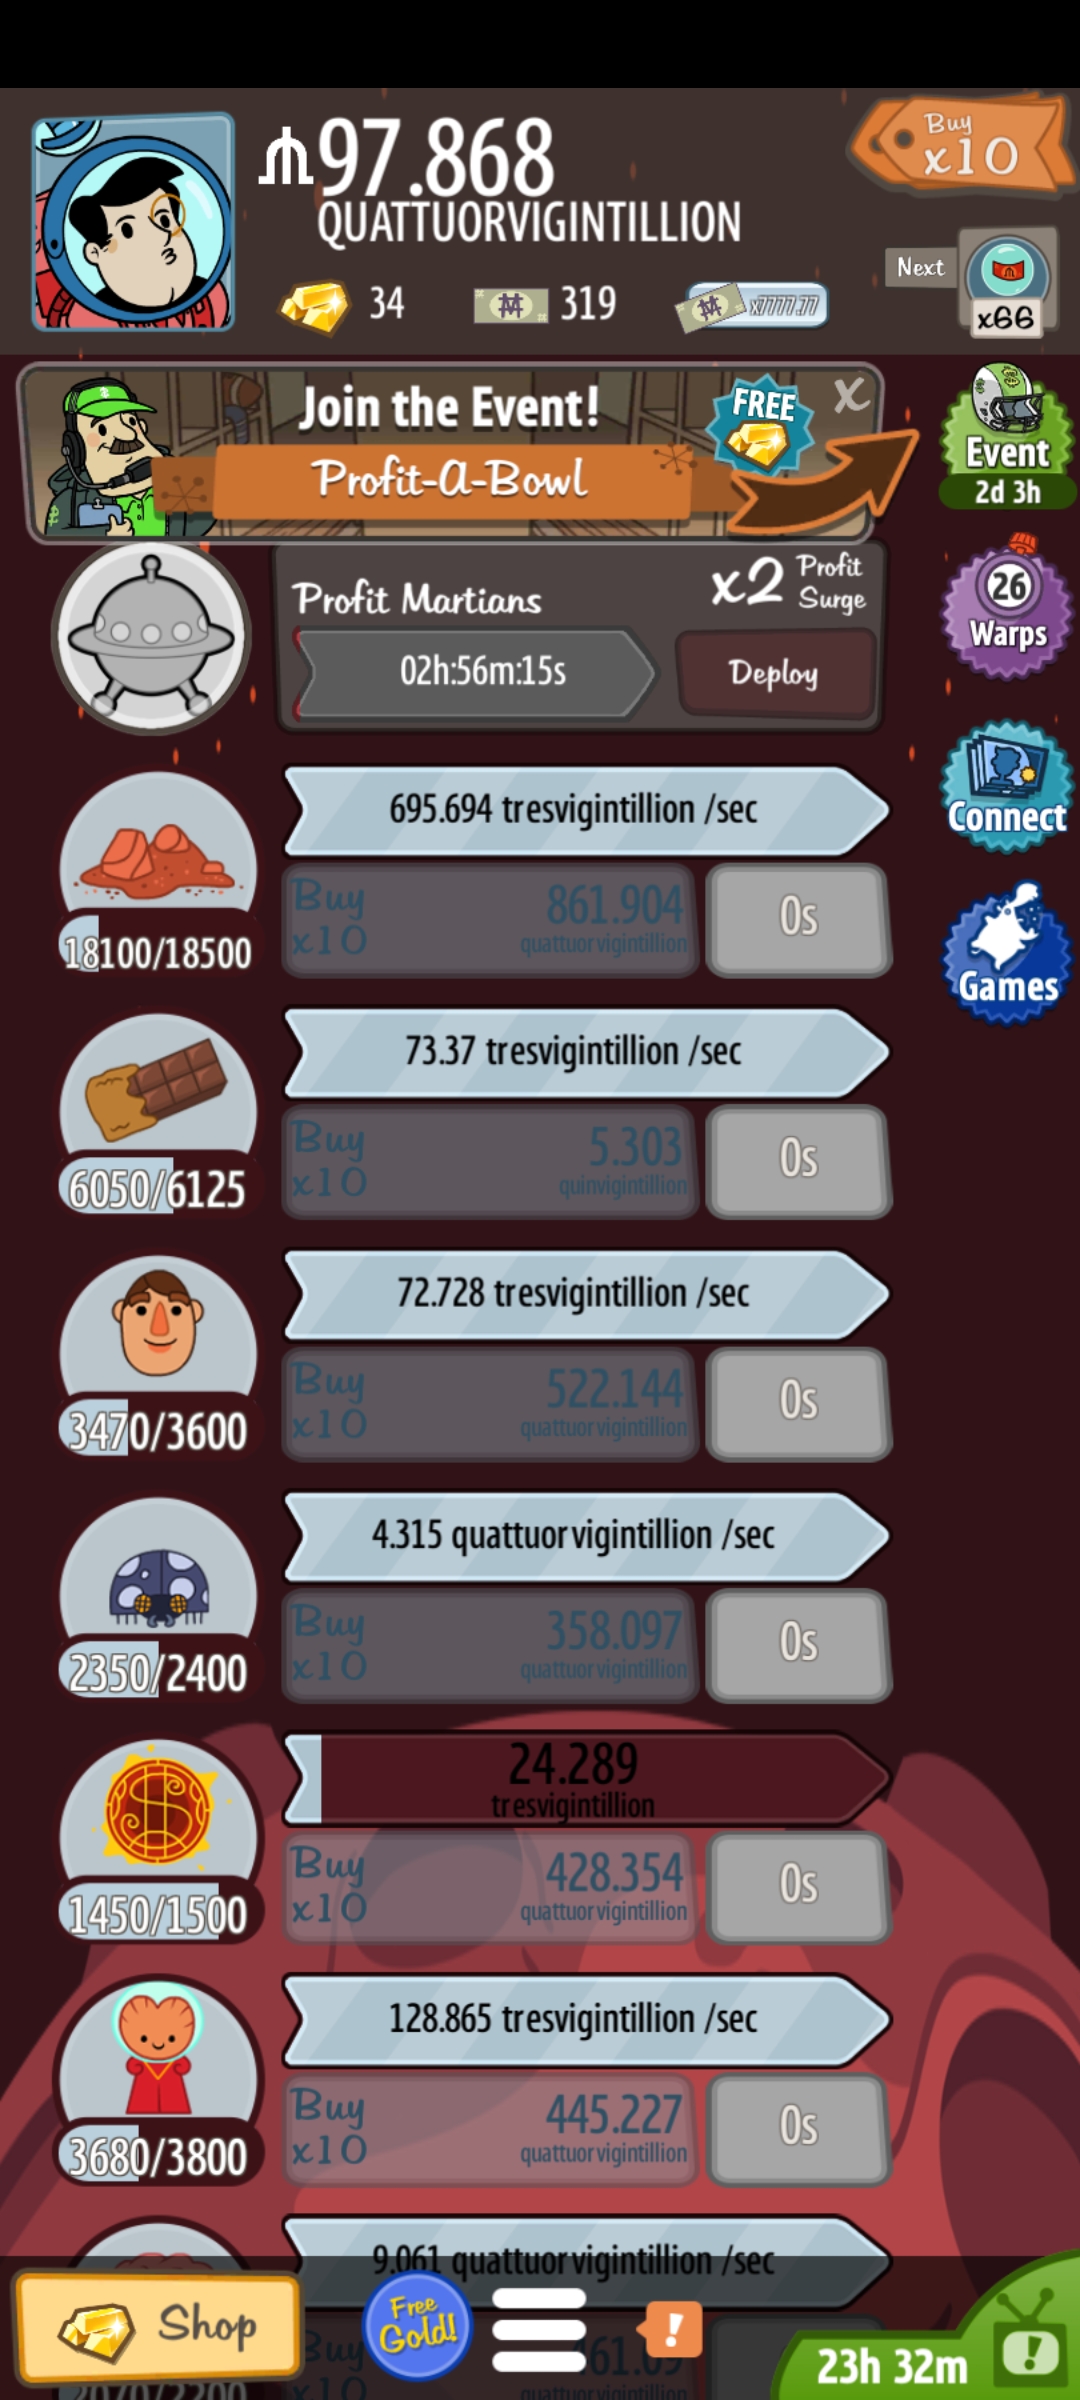 97.868
QUATTUORVIGINTILLION
Buy
x10
34
319
x7777.77
Next
x66
Join the Event!
Profit-A-Bowl
FREE
X
Event
2d 3h
Profit Martians
x2 Profit Surge
02h:56m:15s
Deploy
26
Warps
695.694 tresvigintillion /sec
Buy x10
861.904
quattuorvigintillion
0s
18100/18500
Connect
Games
73.37 tresvigintillion /sec
Buy x10
5.303
quinvigintillion
0s
6050/6125
72.728 tresvigintillion /sec
Buy x10
522.144
quattuorvigintillion
0s
3470/3600
4.315 quattuorvigintillion /sec
Buy x10
358.097
quattuorvigintillion
0s
2350/2400
24.289
tresvigintillion
Buy x10
428.354
quattuorvigintillion
0s
1450/1500
128.865 tresvigintillion /sec
Buy x10
445.227
quattuorvigintillion
0s
3680/3800
9.061 quattuorvigintillion /sec
Shop
Free Gold!
!
23h 32m
!
Buy x10
quattuorvigintillion